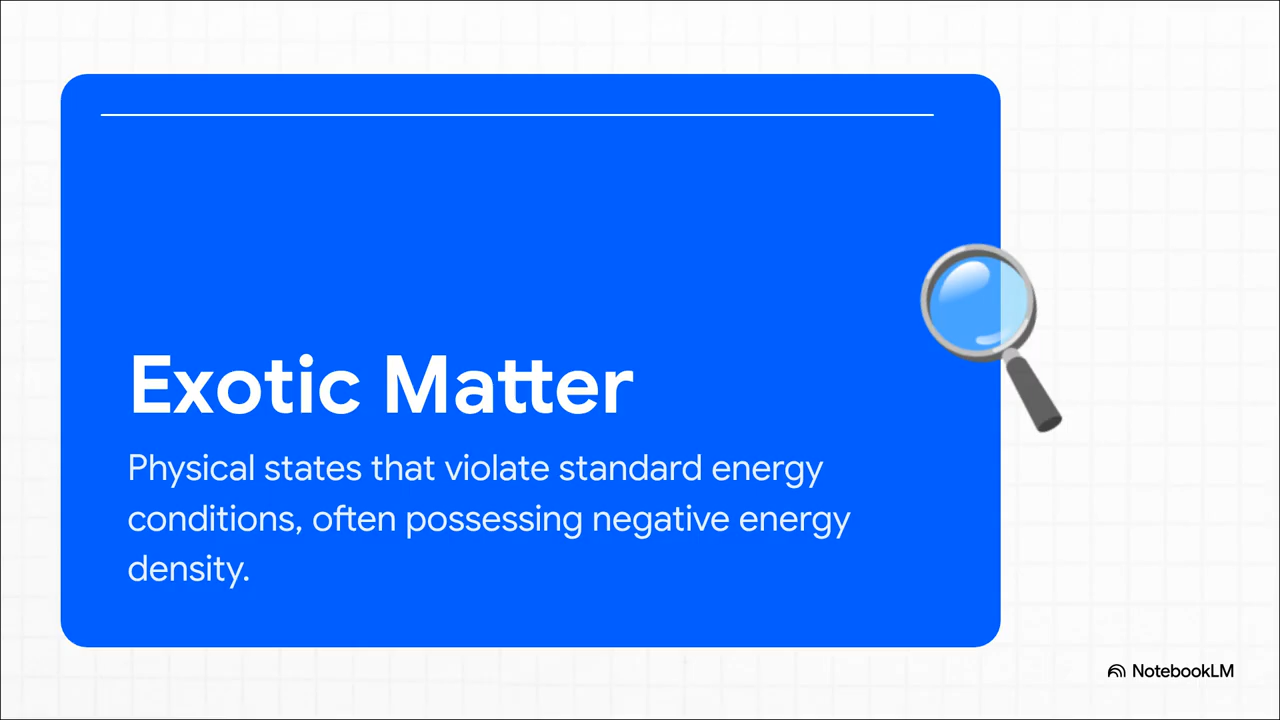 Exotic Matter
Physical states that violate standard energy
conditions, often possessing negative energy
density.
NotebookLM